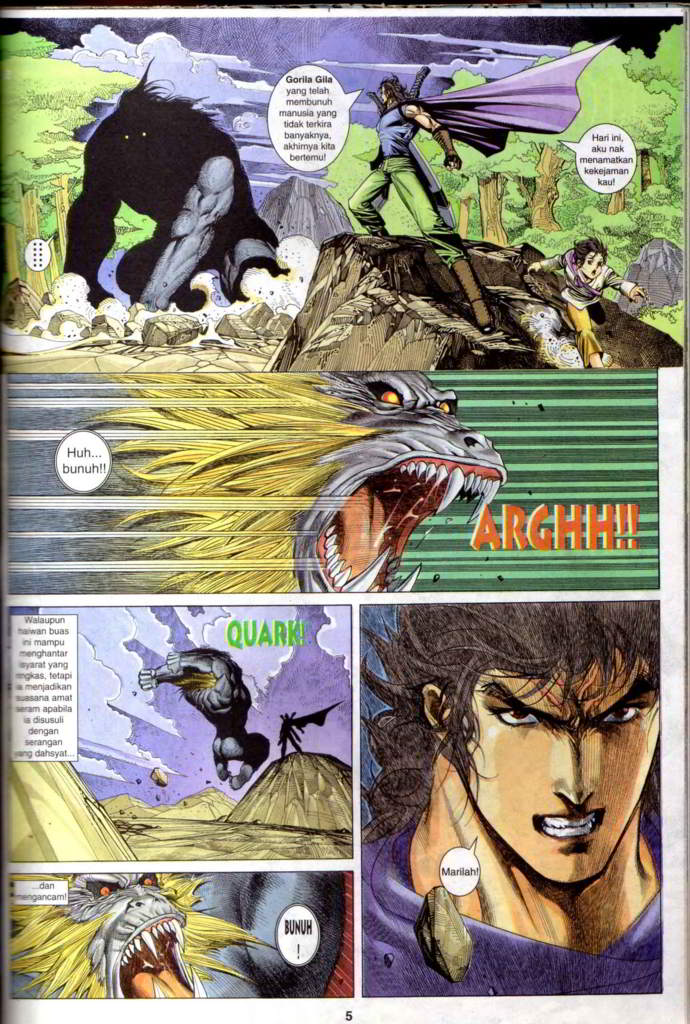 Gorila Gila
yang telah
membunuh
manusia yang
tidak terkira
banyaknya,
akhirnya kita
bertemu!
Hari ini,
aku nak
menamatkan
kekejaman
kau!
Huh...
bunuh!!
ARGHH!!
Walaupun
haiwan buas
ini mampu
menghantar
isyarat yang
ringkas, tetapi
ia menjadikan
suasana amat
seram apabila
ia disusuli
dengan
serangan
yang dahsyat...
QUARK!
Marilah!
...dan
mengancam!
BUNUH
!
5